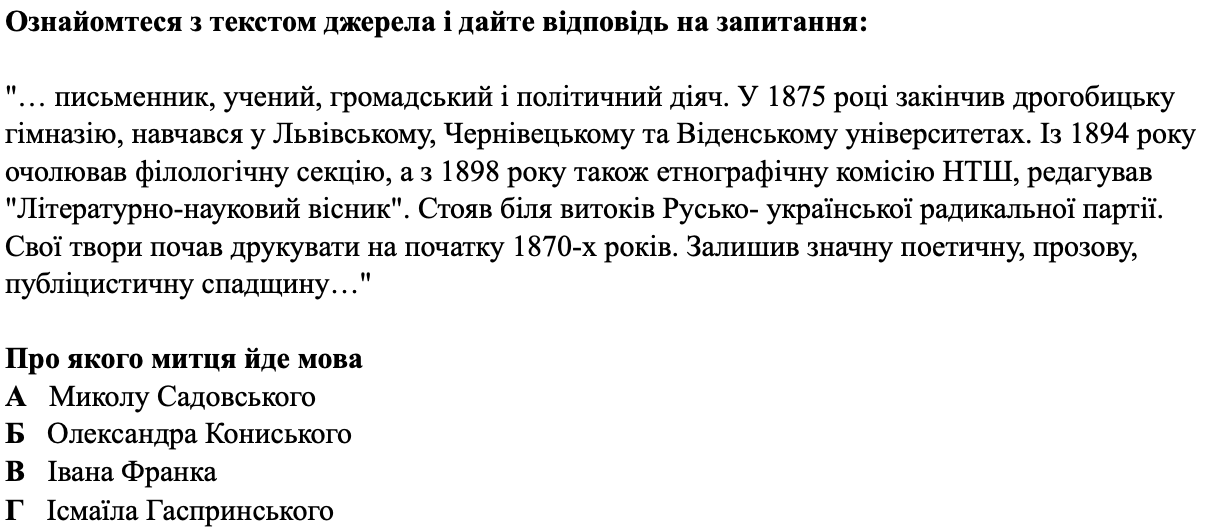 Ознайомтеся з текстом джерела і дайте відповідь на запитання:
"… письменник, учений, громадський і політичний діяч. У 1875 році закінчив дрогобицьку
гімназію, навчався у Львівському, Чернівецькому та Віденському університетах. Із 1894 року
очолював філологічну секцію, а з 1898 року також етнографічну комісію НТШ, редагував
"Літературно-науковий вісник". Стояв біля витоків Русько- української радикальної партії.
Свої твори почав друкувати на початку 1870-х років. Залишив значну поетичну, прозову,
публіцистичну спадщину…"
Про якого митця йде мова
А Миколу Садовського
Б Олександра Кониського
В Івана Франка
Г Ісмаїла Гаспринського